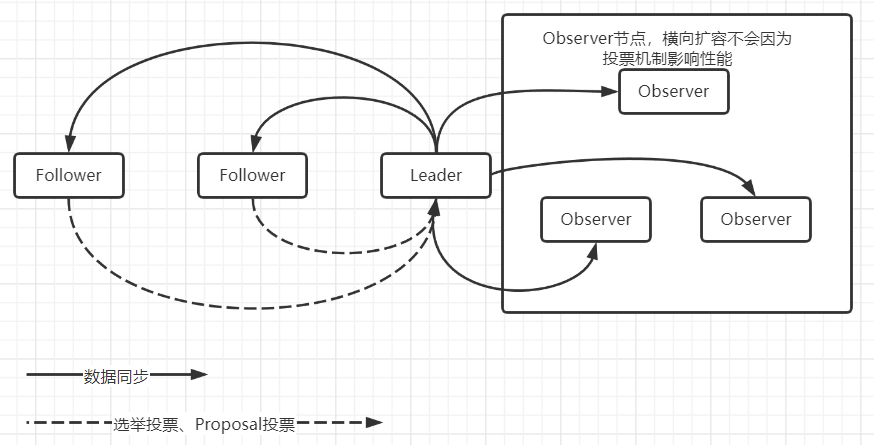 Observer节点，横向扩容不会因为
投票机制影响性能
Observer
Follower
Follower
Leader
Observer
Observer
数据同步
选举投票、Proposal投票